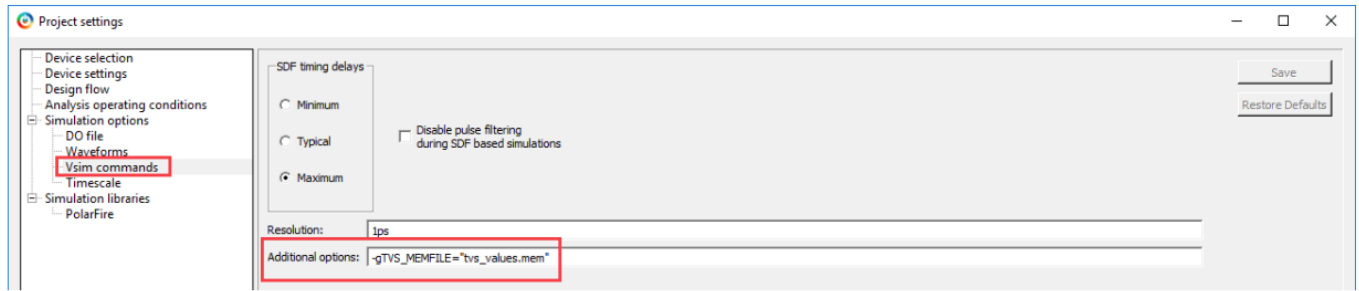 Project settings
Device selection
Device settings
Design flow
Analysis operating conditions
Simulation options
DO file
Waveforms
Vsim commands
Timescale
Simulation libraries
PolarFire
SDF timing delays
Minimum
Typical
Maximum
Disable pulse filtering
during SDF based simulations
Save
Restore Defaults
Resolution: 1ps
Additional options: -gTVS_MEMFILE="tvs_values.mem"